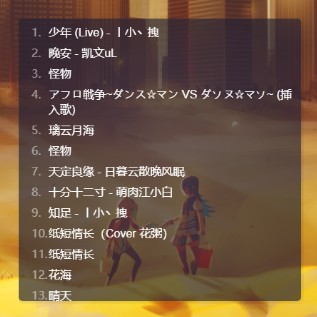 1. 少年 (Live) - 丨小丶拽
2. 晚安 - 凯文uL
3. 怪物
4. アフロ戦争~ダンス☆マン VS ダソヌ☆マソ~ (插
入歌)
5. 璃云月海
6. 怪物
7. 天定良缘 - 日暮云散晚风眠
8. 十分十二寸 - 萌肉江小白
9. 知足 - 丨小丶拽
10.纸短情长（Cover 花粥）
11.纸短情长
12.花海
13.晴天